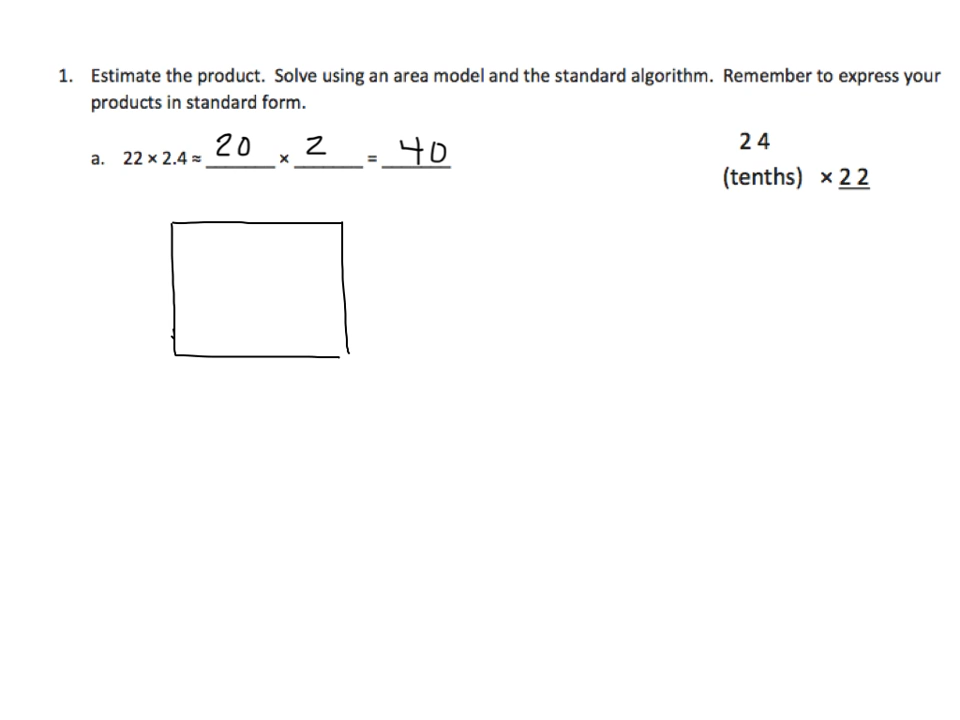 1. Estimate the product. Solve using an area model and the standard algorithm. Remember to express your
products in standard form.
a. 22 × 2.4 ≈ 20 × 2 = 40
2 4
(tenths) × 2 2